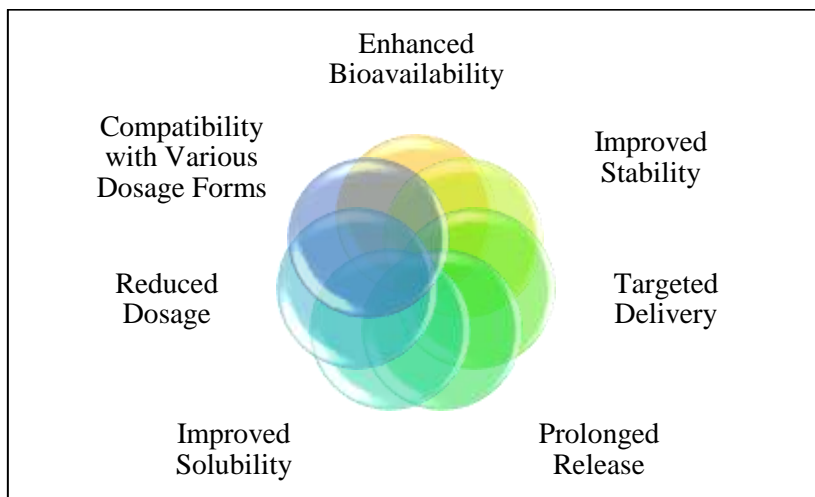 Enhanced
Bioavailability
Improved
Stability
Targeted
Delivery
Prolonged
Release
Improved
Solubility
Reduced
Dosage
Compatibility
with Various
Dosage Forms